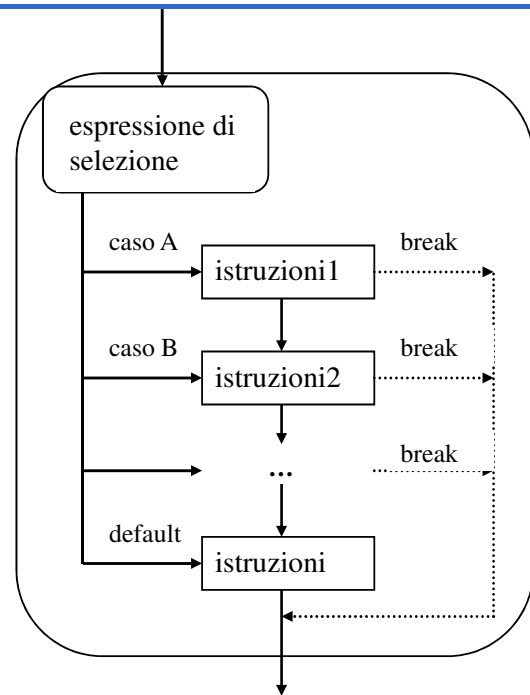 espressione di
selezione
caso A
istruzioni1
break
caso B
istruzioni2
break
...
break
default
istruzioni